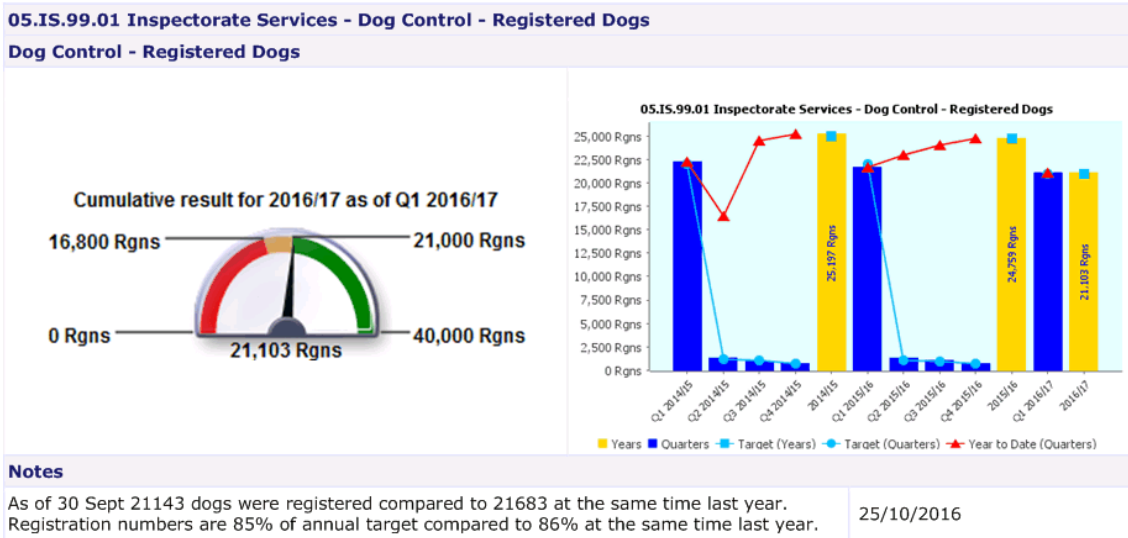 05.IS.99.01 Inspectorate Services - Dog Control - Registered Dogs
Dog Control - Registered Dogs
Cumulative result for 2016/17 as of Q1 2016/17
16,800 Rgns
21,000 Rgns
0 Rgns
40,000 Rgns
21,103 Rgns
05.IS.99.01 Inspectorate Services - Dog Control - Registered Dogs
25,000 Rgns
22,500 Rgns
20,000 Rgns
17,500 Rgns
15,000 Rgns
12,500 Rgns
10,000 Rgns
7,500 Rgns
5,000 Rgns
2,500 Rgns
0 Rgns
25,197 Rgns
24,759 Rgns
21,103 Rgns
Q1 2014/15
Q2 2014/15
Q3 2014/15
Q4 2014/15
2014/15
Q1 2015/16
Q2 2015/16
Q3 2015/16
Q4 2015/16
2015/16
Q1 2016/17
2016/17
Years Quarters Target (Years) Target (Quarters) Year to Date (Quarters)
Notes
As of 30 Sept 21143 dogs were registered compared to 21683 at the same time last year.
Registration numbers are 85% of annual target compared to 86% at the same time last year.
25/10/2016